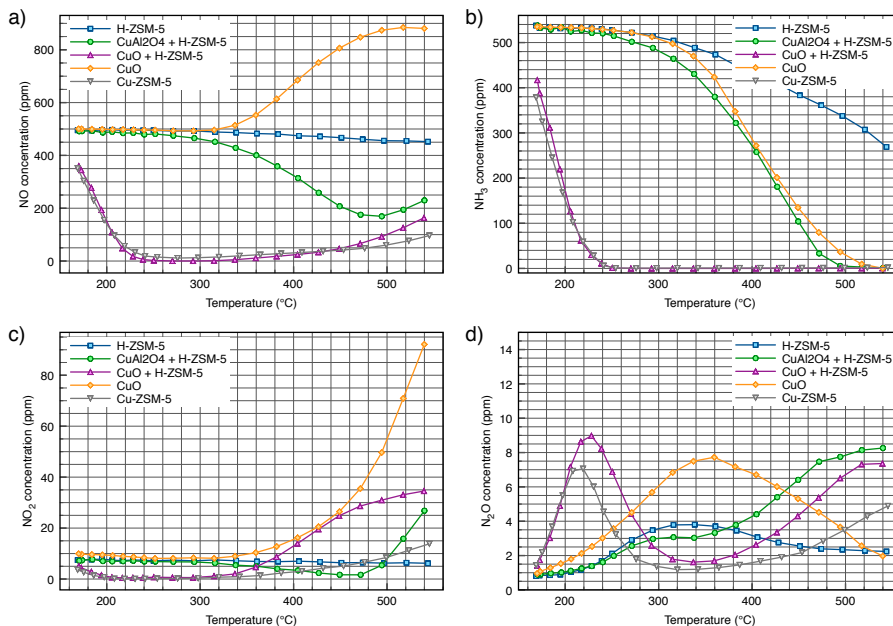 a)
800
600
400
200
0
NO concentration (ppm)
H-ZSM-5
CuAl2O4 + H-ZSM-5
CuO + H-ZSM-5
CuO
Cu-ZSM-5
200
300
400
500
Temperature (°C)
b)
500
400
300
200
100
0
NH3 concentration (ppm)
H-ZSM-5
CuAl2O4 + H-ZSM-5
CuO + H-ZSM-5
CuO
Cu-ZSM-5
200
300
400
500
Temperature (°C)
c)
80
60
40
20
0
NO2 concentration (ppm)
H-ZSM-5
CuAl2O4 + H-ZSM-5
CuO + H-ZSM-5
CuO
Cu-ZSM-5
200
300
400
500
Temperature (°C)
d)
14
12
10
8
6
4
2
0
N2O concentration (ppm)
H-ZSM-5
CuAl2O4 + H-ZSM-5
CuO + H-ZSM-5
CuO
Cu-ZSM-5
200
300
400
500
Temperature (°C)